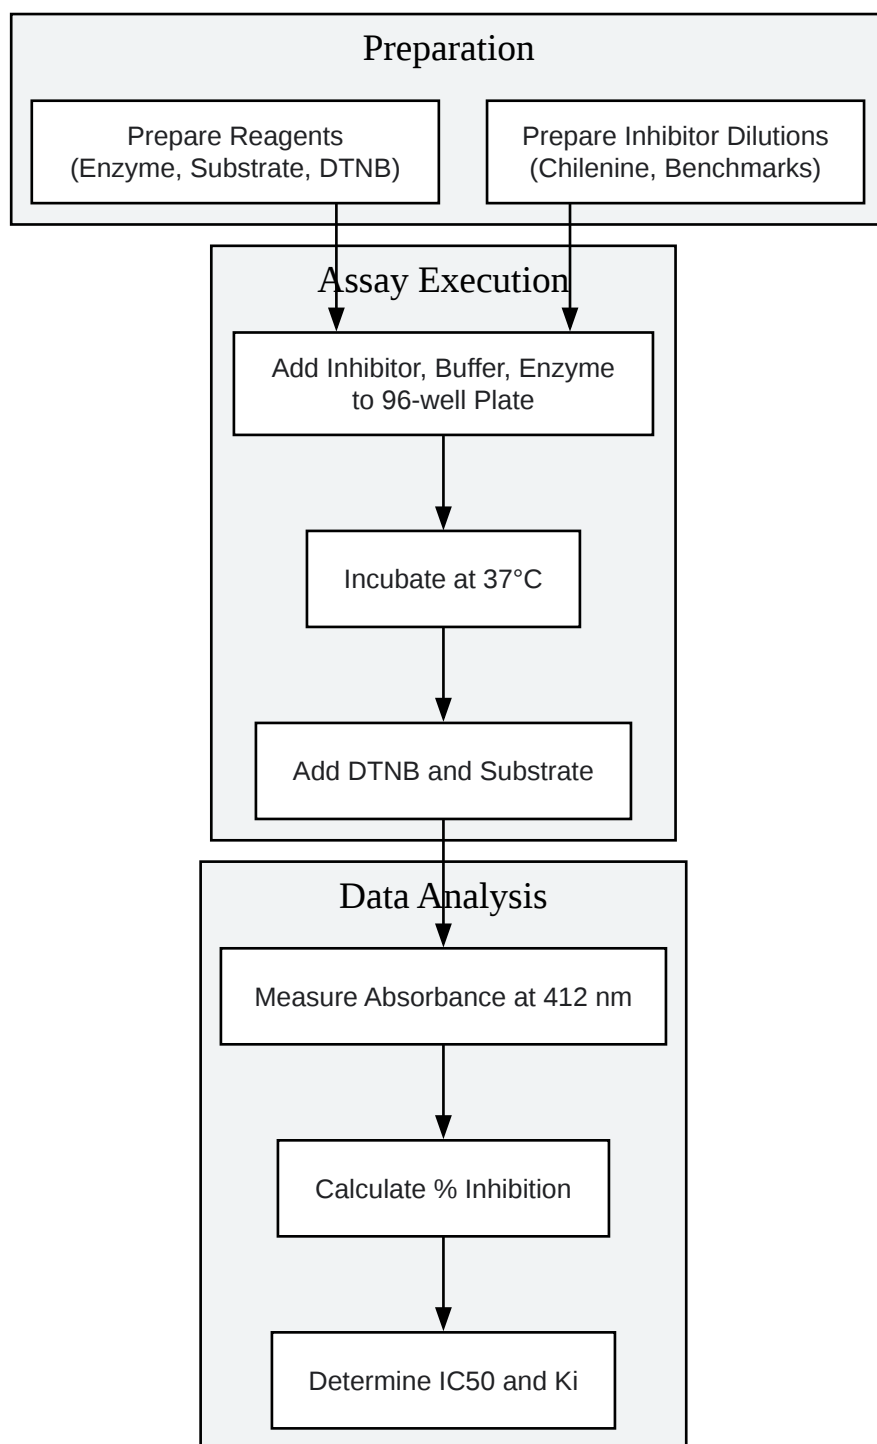 Preparation
Prepare Reagents
(Enzyme, Substrate, DTNB)
Prepare Inhibitor Dilutions
(Chilenine, Benchmarks)
Assay Execution
Add Inhibitor, Buffer, Enzyme
to 96-well Plate
Incubate at 37°C
Add DTNB and Substrate
Data Analysis
Measure Absorbance at 412 nm
Calculate % Inhibition
Determine IC50 and Ki